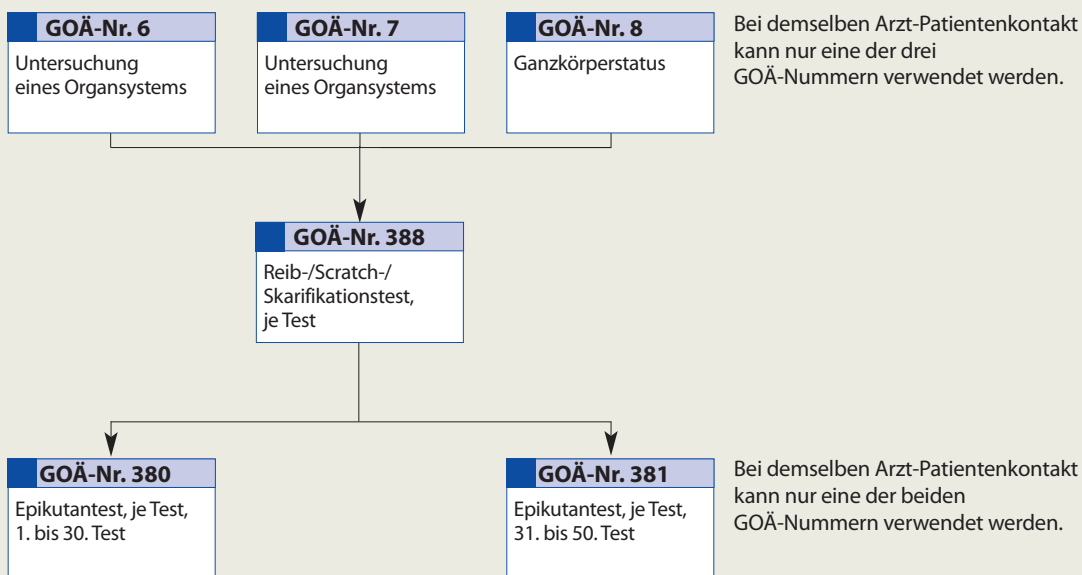 GOÄ-Nr. 6
Untersuchung
eines Organsystems
GOÄ-Nr. 7
Untersuchung
eines Organsystems
GOÄ-Nr. 8
Ganzkörperstatus
Bei demselben Arzt-Patientenkontakt
kann nur eine der drei
GOÄ-Nummern verwendet werden.
GOÄ-Nr. 388
Reib-/Scratch-/
Skarifikationstest,
je Test
GOÄ-Nr. 380
Epikutantest, je Test,
1. bis 30. Test
GOÄ-Nr. 381
Epikutantest, je Test,
31. bis 50. Test
Bei demselben Arzt-Patientenkontakt
kann nur eine der beiden
GOÄ-Nummern verwendet werden.